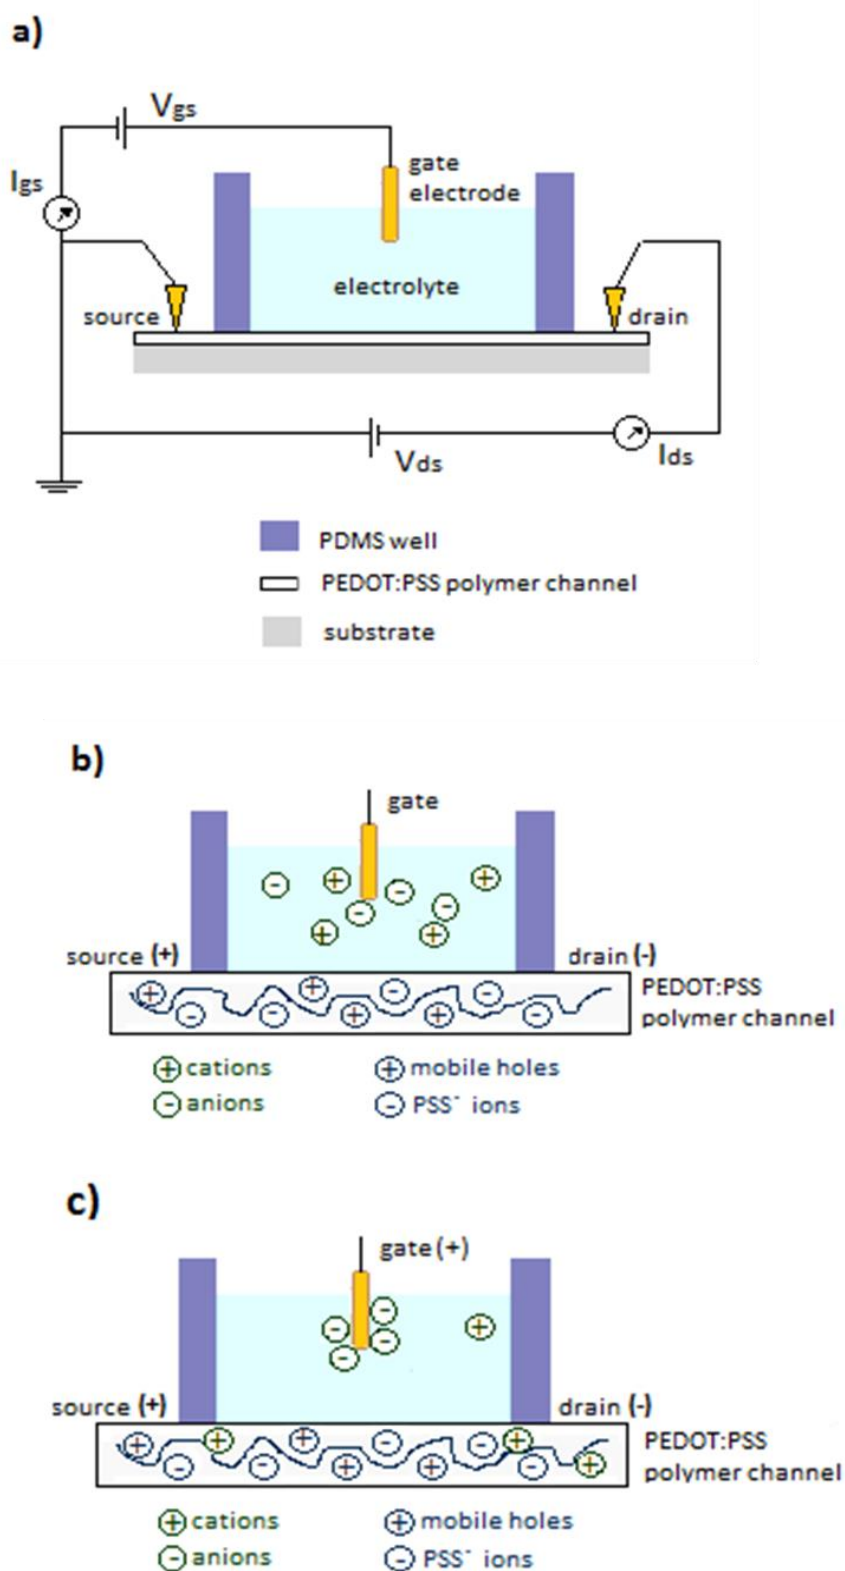 a)
Vgs
Igs
gate
electrode
electrolyte
source
drain
Vds
Ids
PDMS well
PEDOT:PSS polymer channel
substrate
b)
gate
source (+)
drain (-)
PEDOT:PSS
polymer channel
cations
mobile holes
anions
PSS⁻ ions
c)
gate (+)
source (+)
drain (-)
PEDOT:PSS
polymer channel
cations
mobile holes
anions
PSS⁻ ions